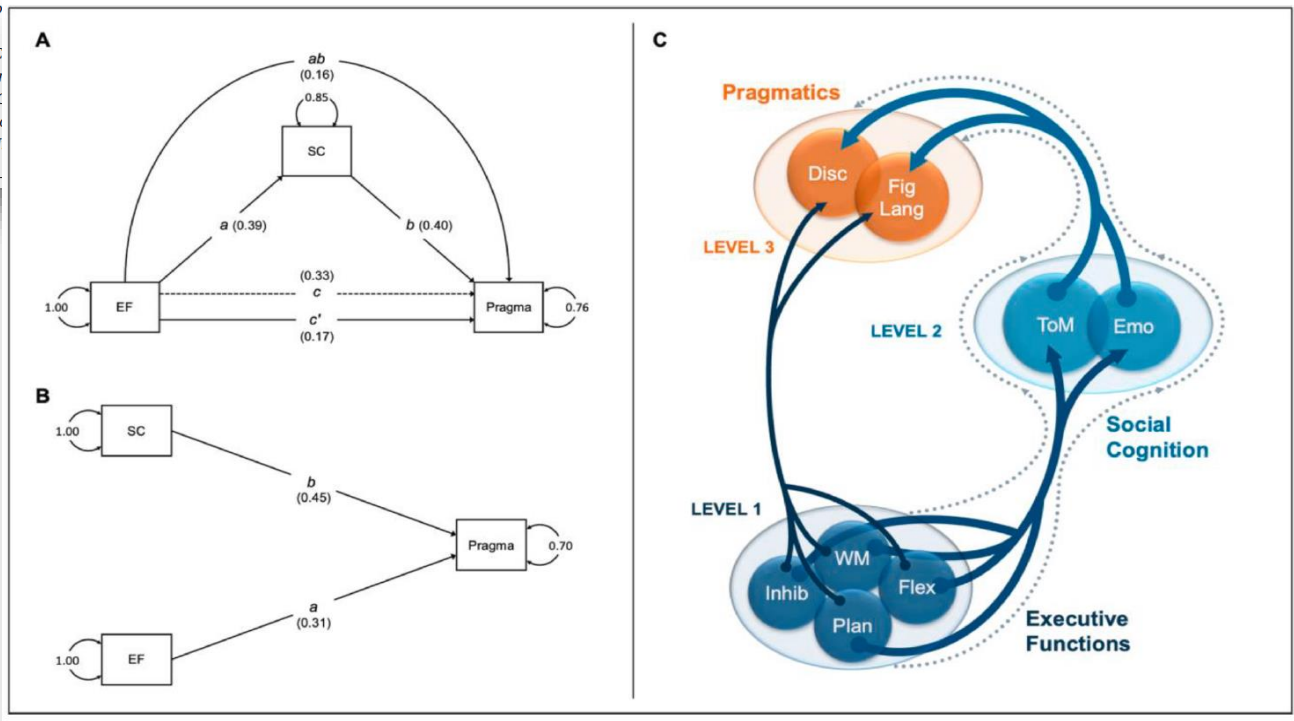 A
ab
(0.16)
0.85
SC
a (0.39)
b (0.40)
(0.33)
c
1.00
EF
Pragma
0.76
c'
(0.17)
B
1.00
SC
b
(0.45)
Pragma
0.70
a
(0.31)
1.00
EF
C
Pragmatics
Disc
Fig
Lang
LEVEL 3
LEVEL 2
ToM
Emo
Social
Cognition
LEVEL 1
WM
Inhib
Flex
Plan
Executive
Functions